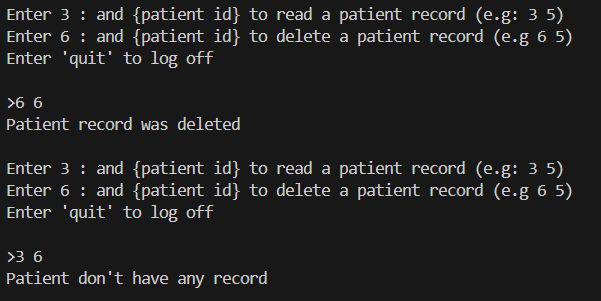 Enter 3 : and {patient id} to read a patient record (e.g: 3 5)
Enter 6 : and {patient id} to delete a patient record (e.g 6 5)
Enter 'quit' to log off
>6 6
Patient record was deleted
Enter 3 : and {patient id} to read a patient record (e.g: 3 5)
Enter 6 : and {patient id} to delete a patient record (e.g 6 5)
Enter 'quit' to log off
>3 6
Patient don't have any record